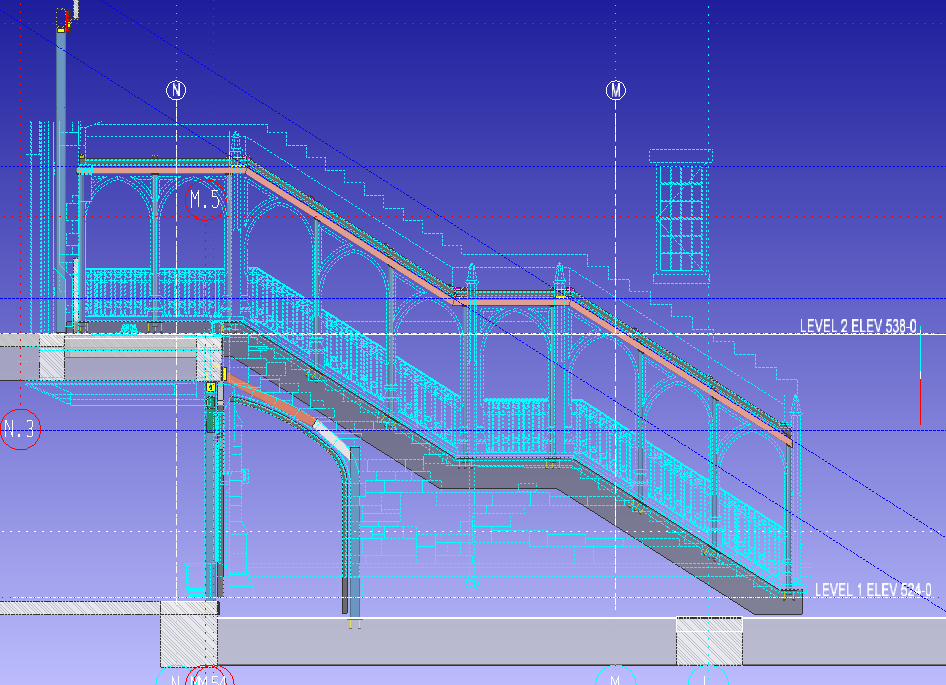 N
M
M.5
LEVEL 2 ELEV 538-0
N.3
LEVEL 1 ELEV 524-0
N
M
L